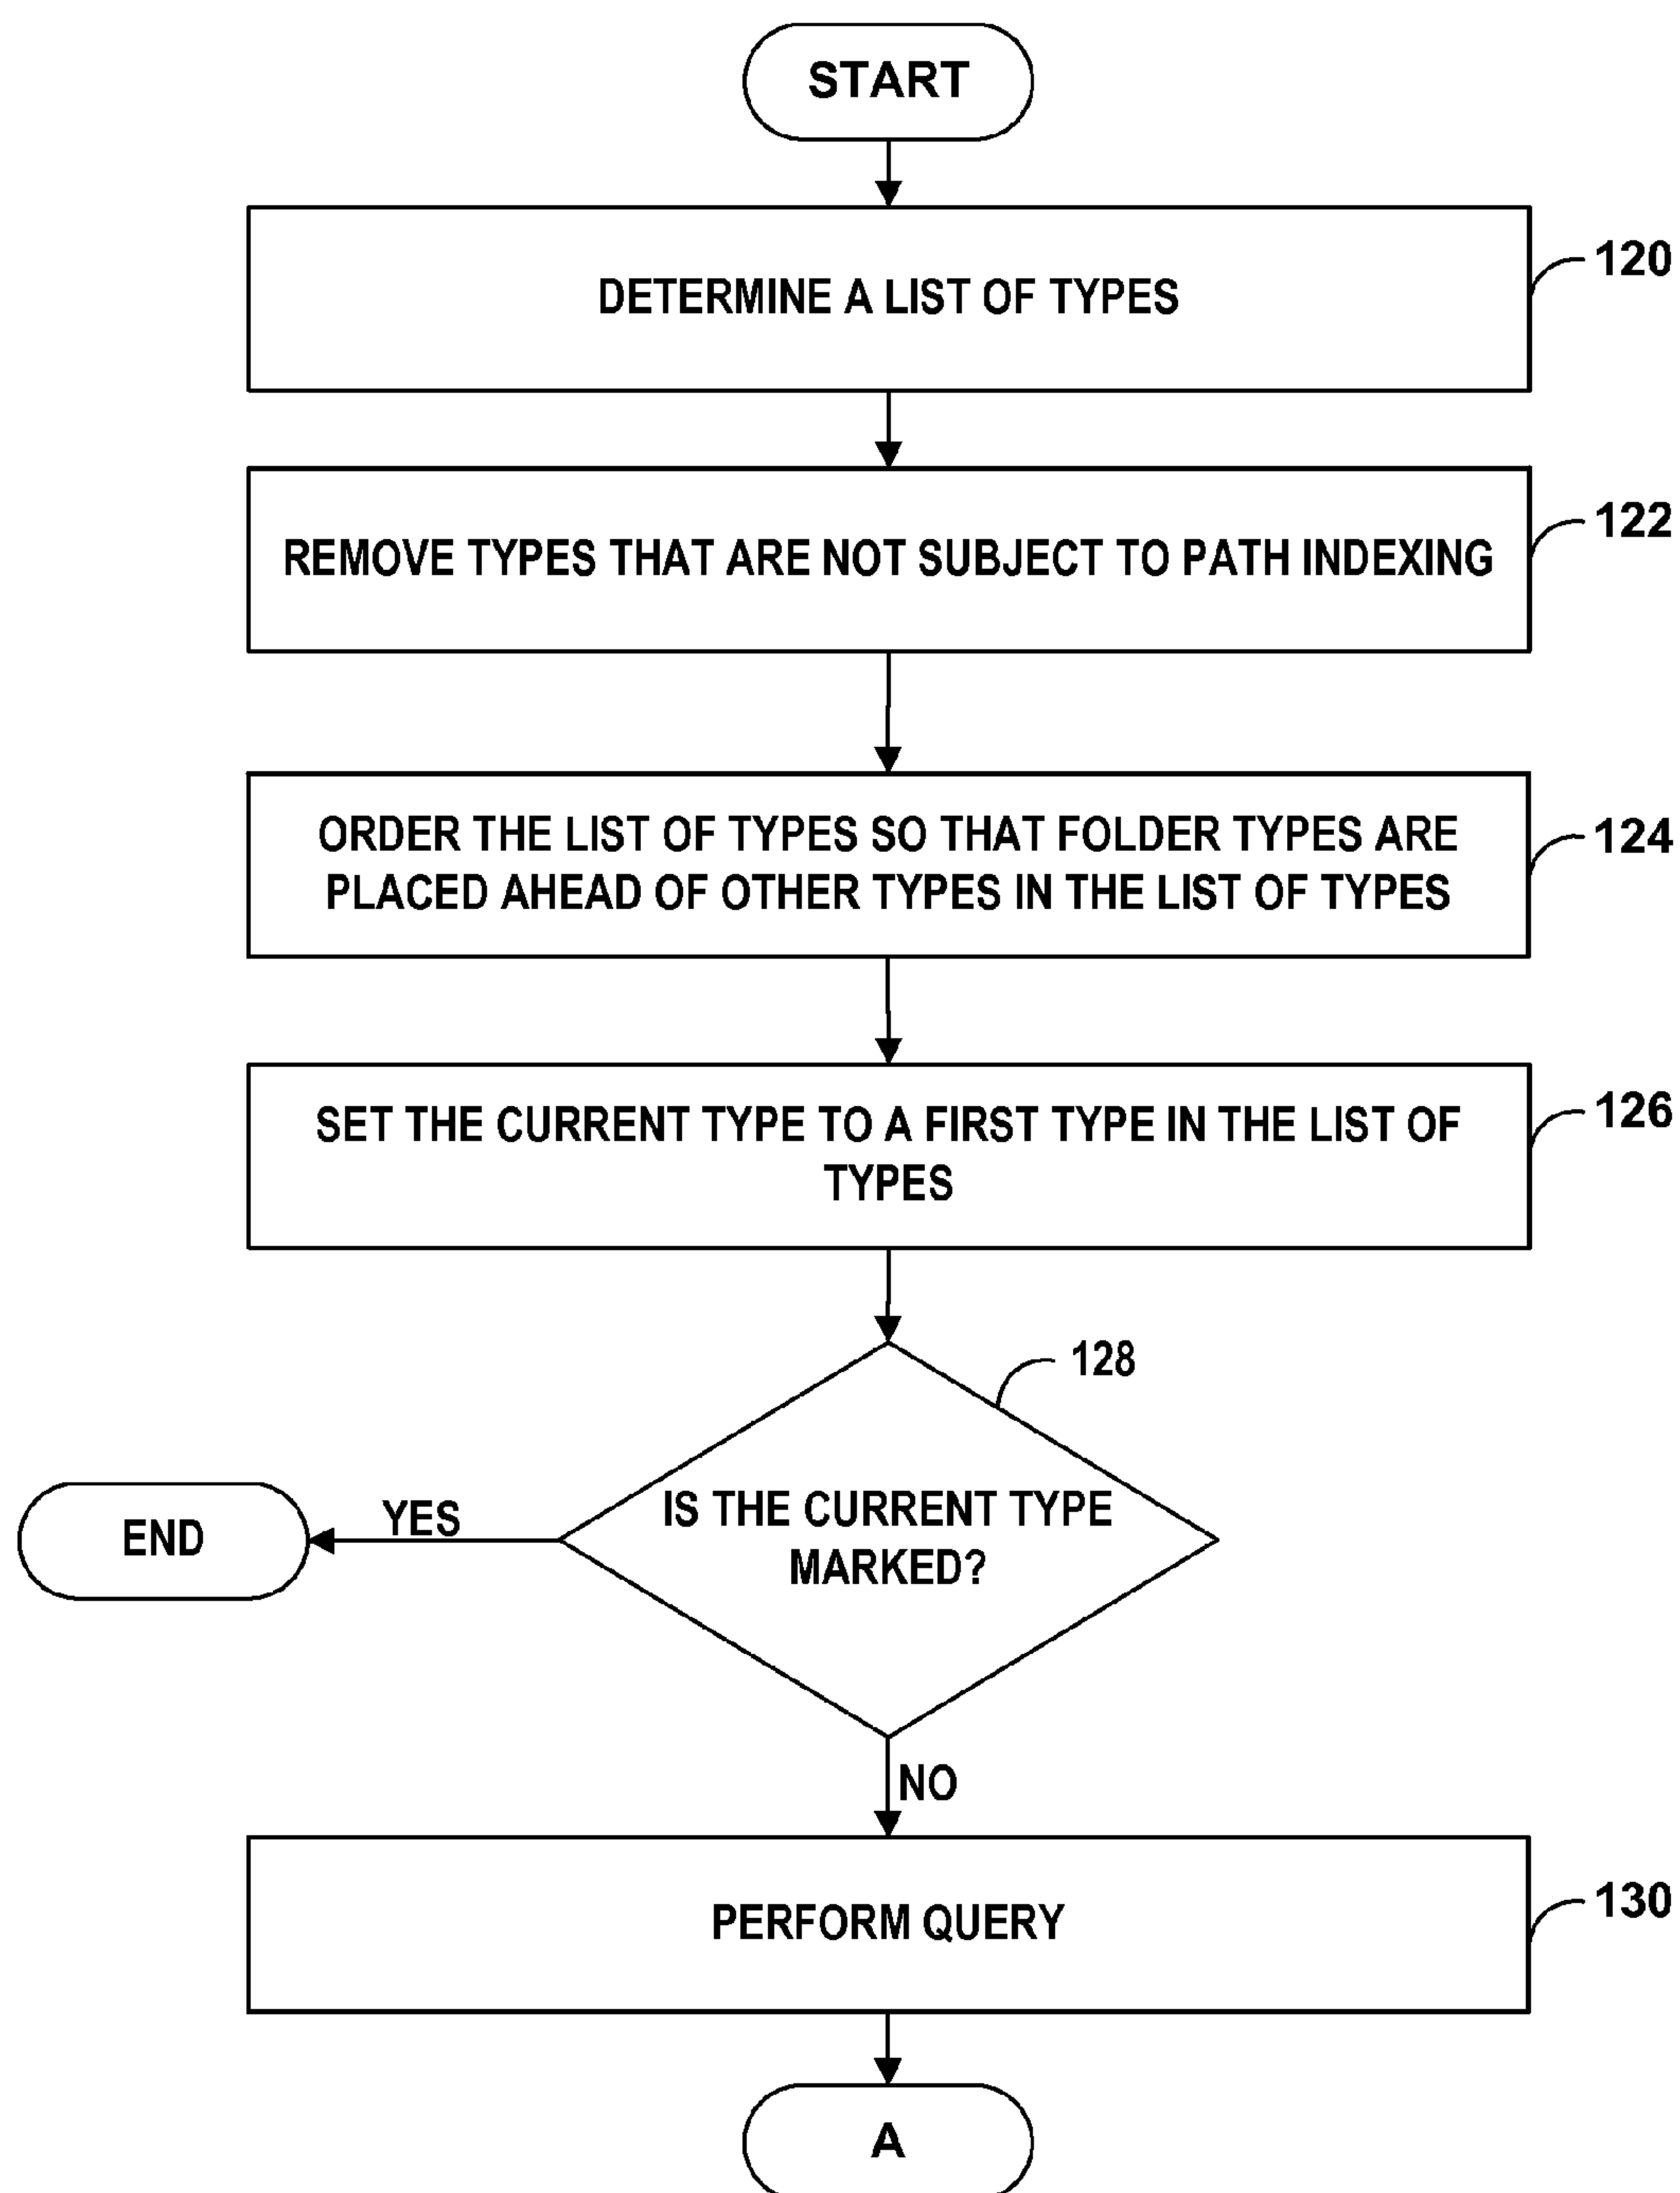 START
DETERMINE A LIST OF TYPES
120
REMOVE TYPES THAT ARE NOT SUBJECT TO PATH INDEXING
122
ORDER THE LIST OF TYPES SO THAT FOLDER TYPES ARE
PLACED AHEAD OF OTHER TYPES IN THE LIST OF TYPES
124
SET THE CURRENT TYPE TO A FIRST TYPE IN THE LIST OF
TYPES
126
128
IS THE CURRENT TYPE
MARKED?
YES
END
NO
PERFORM QUERY
130
A